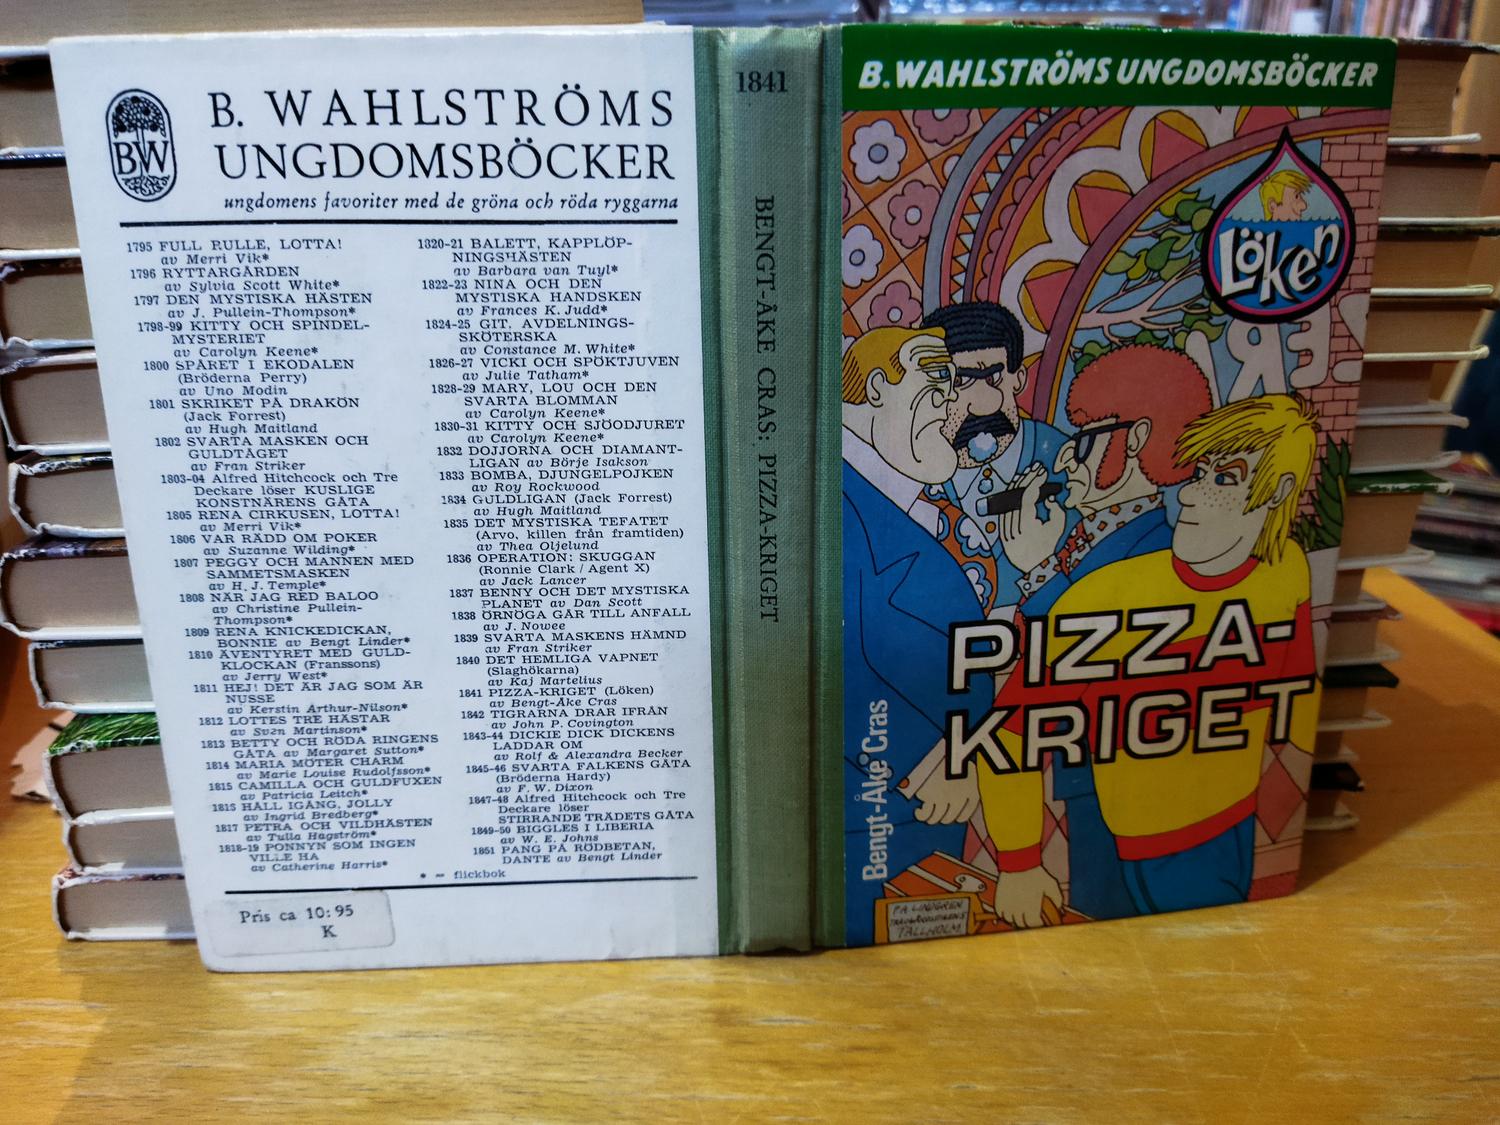 BW
B. WAHLSTRÖMS
UNGDOMSBÖCKER
ungdomens favoriter med de gröna och röda ryggarna
1795 FULL RULLE, LOTTA!
av Merri Vik*
1796 RYTTARGÅRDEN
av Sylvia Scott White*
1797 DEN MYSTISKA HÄSTEN
av J. Pullein-Thompson*
1798-99 KITTY OCH SPINDEL-
MYSTERIET
av Carolyn Keene*
1800 SPÅRET I EKODALEN
(Bröderna Perry)
av Uno Modin
1801 SKRIKET PÅ DRAKÖN
(Jack Forrest)
av Hugh Maitland
1802 SVARTA MASKEN OCH
GULDTÅGET
av Fran Striker
1803-04 Alfred Hitchcock och Tre
Deckare löser KUSLIGE
KONSTNÄRENS GÅTA
1805 RENA CIRKUSEN, LOTTA!
av Merri Vik*
1806 VAR RÄDD OM POKER
av Suzanne Wilding*
1807 PEGGY OCH MANNEN MED
SAMMETSMASKEN
av H. J. Temple*
1808 NÄR JAG RED BALOO
av Christine Pullein-
Thompson*
1809 RENA KNICKEDICKAN,
BONNIE av Bengt Linder*
1810 ÄVENTYRET MED GULD-
KLOCKAN (Franssons)
av Jerry West*
1811 HEJ! DET ÄR JAG SOM ÄR
NUSSE
av Kerstin Arthur-Nilson*
1812 LOTTES TRE HÄSTAR
av Sven Martinson*
1813 BETTY OCH RÖDA RINGENS
GÅTA av Margaret Sutton*
1814 MARIA MÖTER CHARM
av Marie Louise Rudolfsson*
1815 CAMILLA OCH GULDFUXEN
av Patricia Leitch*
1816 HÅLL IGÅNG, JOLLY
av Ingrid Bredberg*
1817 PETRA OCH VILDHÄSTEN
av Tulla Hagström*
1818-19 PONNYN SOM INGEN
VILLE HA
av Catherine Harris*
1320-21 BALETT, KAPPLÖP-
NINGSHÄSTEN
av Barbara van Tuyl*
1822-23 NINA OCH DEN
MYSTISKA HANDSKEN
av Frances K. Judd*
1824-25 GIT, AVDELNINGS-
SKÖTERSKA
av Constance M. White*
1826-27 VICKI OCH SPÖKTJUVEN
av Julie Tatham*
1828-29 MARY, LOU OCH DEN
SVARTA BLOMMAN
av Carolyn Keene*
1830-31 KITTY OCH SJÖODJURET
av Carolyn Keene*
1832 DOJJORNA OCH DIAMANT-
LIGAN av Börje Isakson
1833 BOMBA, DJUNGELPOJKEN
av Roy Rockwood
1834 GULDLIGAN (Jack Forrest)
av Hugh Maitland
1835 DET MYSTISKA TEFATET
(Arvo, killen från framtiden)
av Thea Oljelund
1836 OPERATION: SKUGGAN
(Ronnie Clark / Agent X)
av Jack Lancer
1837 BENNY OCH DET MYSTISKA
PLANET av Dan Scott
1838 ÖRNÖGA GÅR TILL ANFALL
av J. Nowee
1839 SVARTA MASKENS HÄMND
av Fran Striker
1840 DET HEMLIGA VAPNET
(Slaghökarna)
av Kaj Martelius
1841 PIZZA-KRIGET (Löken)
av Bengt-Åke Cras
1842 TIGRARNA DRAR IFRÅN
av John P. Covington
1843-44 DICKIE DICK DICKENS
LADDAR OM
av Rolf & Alexandra Becker
1845-46 SVARTA FALKENS GÅTA
(Bröderna Hardy)
av F. W. Dixon
1847-48 Alfred Hitchcock och Tre
Deckare löser
STIRRANDE TRÄDETS GÅTA
1849-50 BIGGLES I LIBERIA
av W. E. Johns
1851 PANG PÅ RÖDBETAN,
DANTE av Bengt Linder
* = flickbok
Pris ca 10:95
K
1841
BENGT-ÅKE CRAS: PIZZA-KRIGET
B. WAHLSTRÖMS UNGDOMSBÖCKER
Löken
PIZZA-
KRIGET
Bengt-Åke Cras
P.A. LINDGREN
TALLHOLM